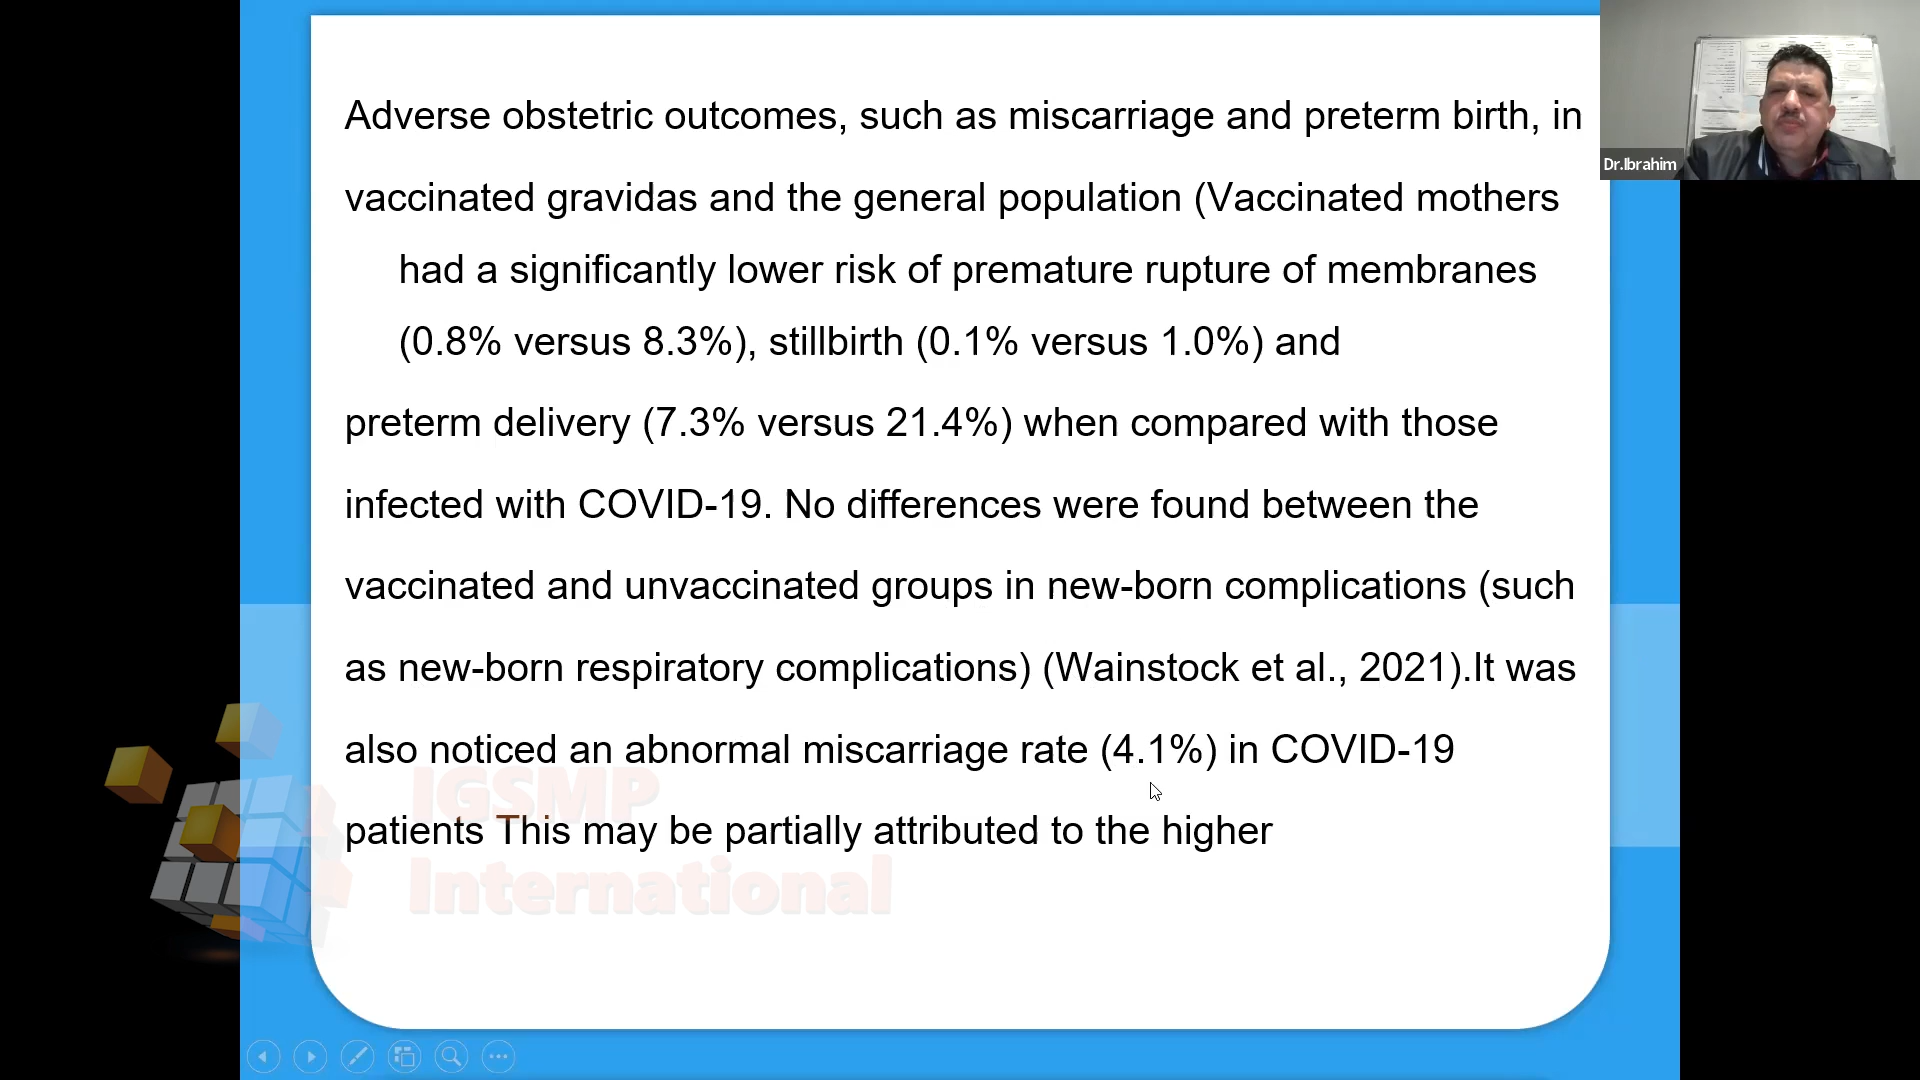 Adverse obstetric outcomes, such as miscarriage and preterm birth, in
vaccinated gravidas and the general population (Vaccinated mothers
had a significantly lower risk of premature rupture of membranes
(0.8% versus 8.3%), stillbirth (0.1% versus 1.0%) and
preterm delivery (7.3% versus 21.4%) when compared with those
infected with COVID-19. No differences were found between the
vaccinated and unvaccinated groups in new-born complications (such
as new-born respiratory complications) (Wainstock et al., 2021).It was
also noticed an abnormal miscarriage rate (4.1%) in COVID-19
patients This may be partially attributed to the higher
IGSMP
International
Dr.Ibrahim